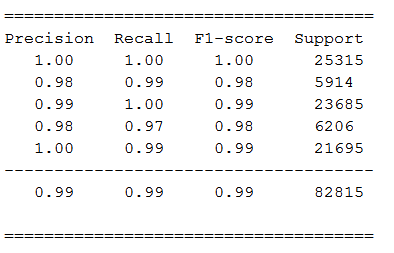 =====================================
Precision Recall F1-score Support
1.00 1.00 1.00 25315
0.98 0.99 0.98 5914
0.99 1.00 0.99 23685
0.98 0.97 0.98 6206
1.00 0.99 0.99 21695
-------------------------------------
0.99 0.99 0.99 82815
=====================================